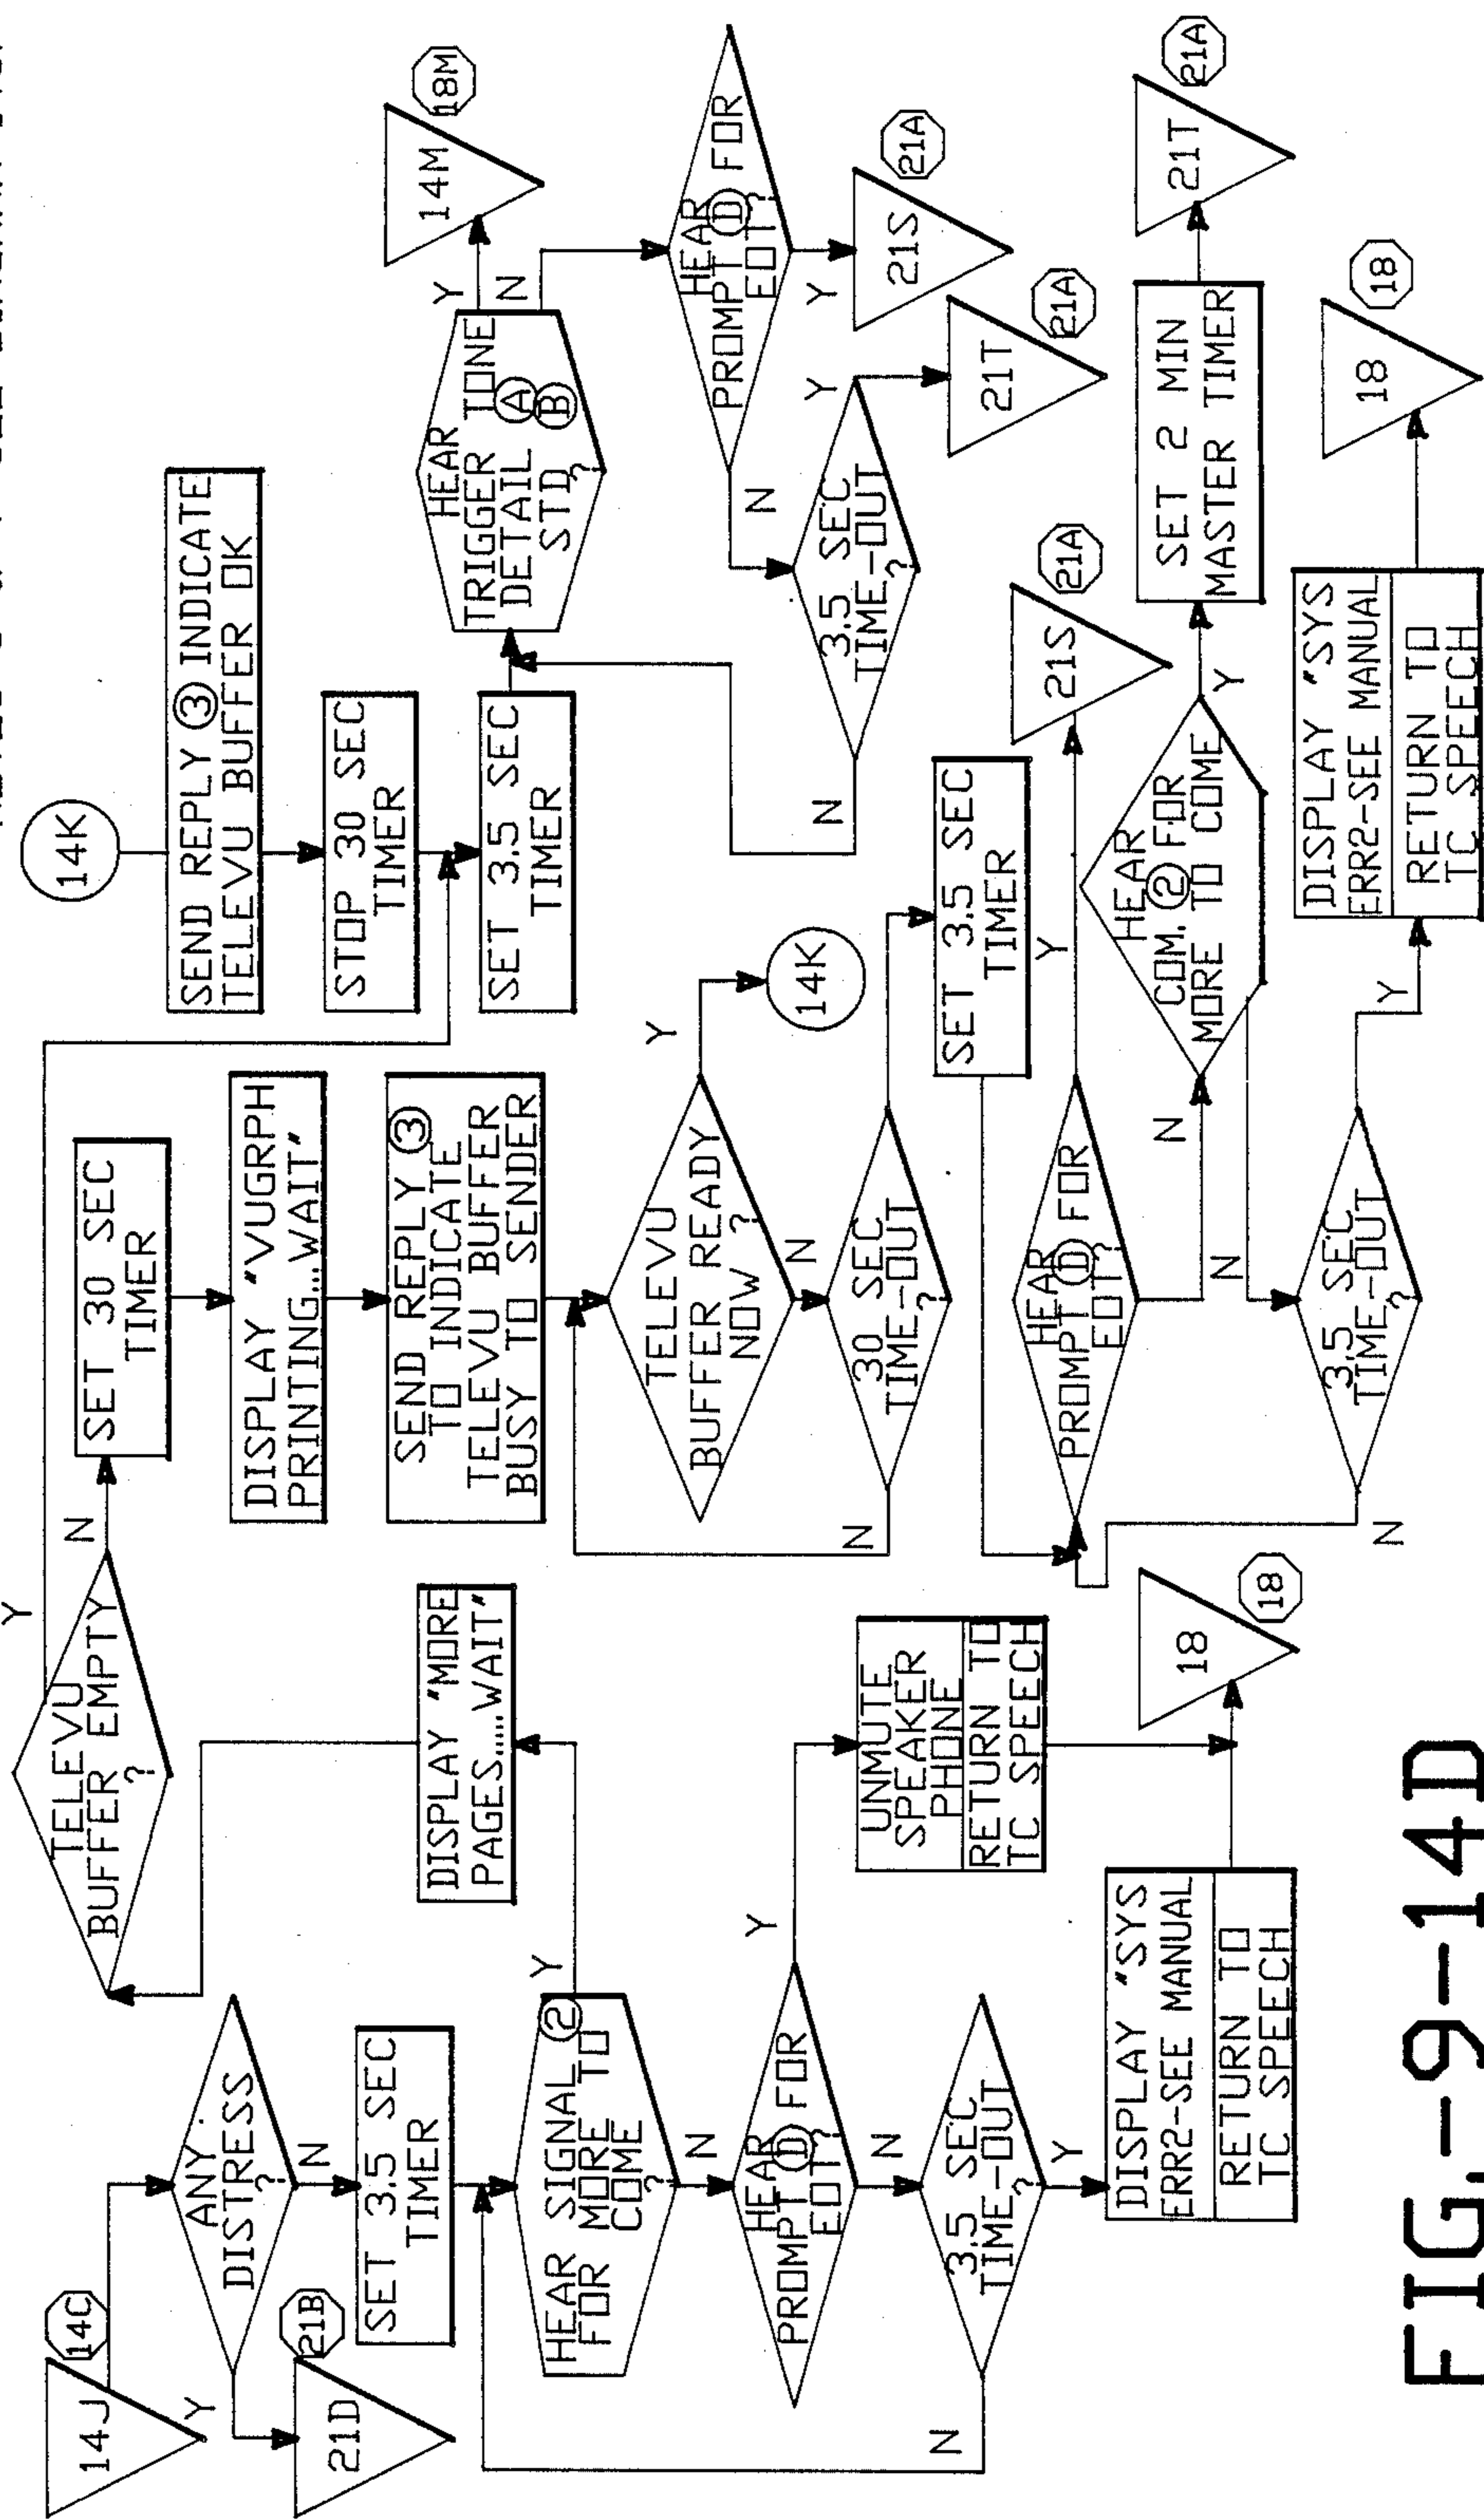 14J
14C
Y
21D
21B
ANY
DISTRESS
?
N
SET 3.5 SEC
TIMER
HEAR SIGNAL ②
FOR MORE TO
COME
?
Y
N
HEAR
PROMPT Ⓓ FOR
EOT?
Y
N
3.5 SEC
TIME-OUT
?
N
Y
DISPLAY "SYS
ERR2-SEE MANUAL
RETURN TO
TC SPEECH
UNMUTE
SPEAKER
PHONE
RETURN TO
TC SPEECH
18
18
DISPLAY "MORE
PAGES.....WAIT"
TELEVU
BUFFER EMPTY
?
Y
N
SET 30 SEC
TIMER
DISPLAY "VUGRPH
PRINTING...WAIT"
SEND REPLY ③
TO INDICATE
TELEVU BUFFER
BUSY TO SENDER
TELEVU
BUFFER READY
NOW ?
Y
14K
N
30 SEC
TIME-OUT
?
N
SET 3.5 SEC
TIMER
HEAR
PROMPT Ⓓ FOR
EOT?
Y
21S
21A
N
HEAR
COM. ② FOR
MORE TO COME
Y
SET 2 MIN
MASTER TIMER
21T
21A
N
3.5 SEC
TIME-OUT
?
N
Y
DISPLAY "SYS
ERR2-SEE MANUAL
RETURN TO
TC SPEECH
18
18
14K
SEND REPLY ③ INDICATE
TELEVU BUFFER OK
STOP 30 SEC
TIMER
SET 3.5 SEC
TIMER
HEAR
TRIGGER TONE
DETAIL Ⓐ
STD Ⓑ
?
Y
14M
18M
N
HEAR
PROMPT Ⓓ FOR
EOT?
Y
21S
21A
N
3.5 SEC
TIME-OUT
?
Y
21T
21A
N
FIG.-9-14D